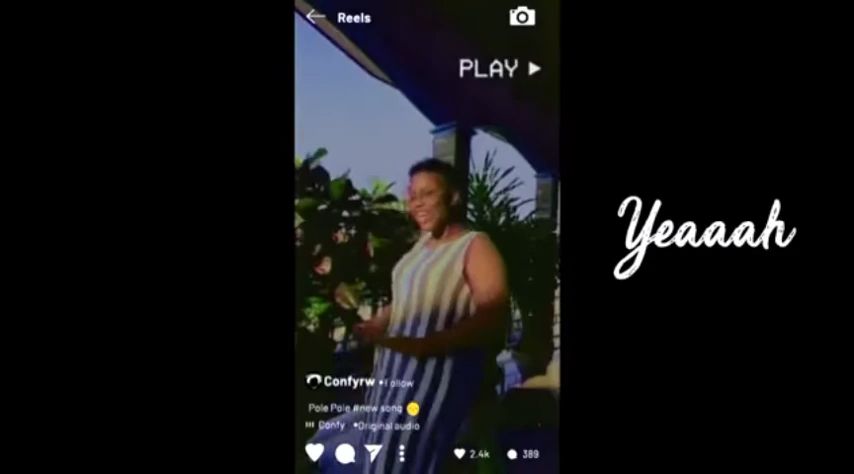 Reels
PLAY
Yeaaah
Confyrw • Follow
Pole Pole #new song
Confy •Original audio
2.4k 389